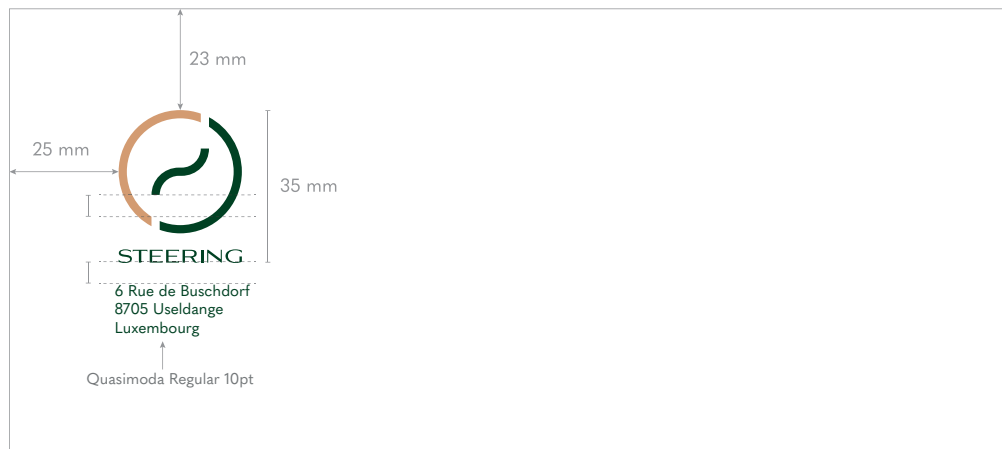 23 mm
25 mm
35 mm
STEERING
6 Rue de Buschdorf
8705 Useldange
Luxembourg
Quasimoda Regular 10pt